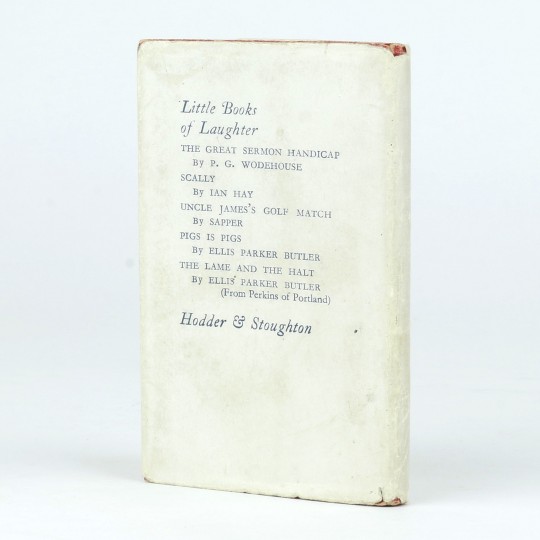 Little Books
of Laughter
THE GREAT SERMON HANDICAP
By P. G. WODEHOUSE
SCALLY
By IAN HAY
UNCLE JAMES'S GOLF MATCH
By SAPPER
PIGS IS PIGS
By ELLIS PARKER BUTLER
THE LAME AND THE HALT
By ELLIS PARKER BUTLER
(From Perkins of Portland)
Hodder & Stoughton